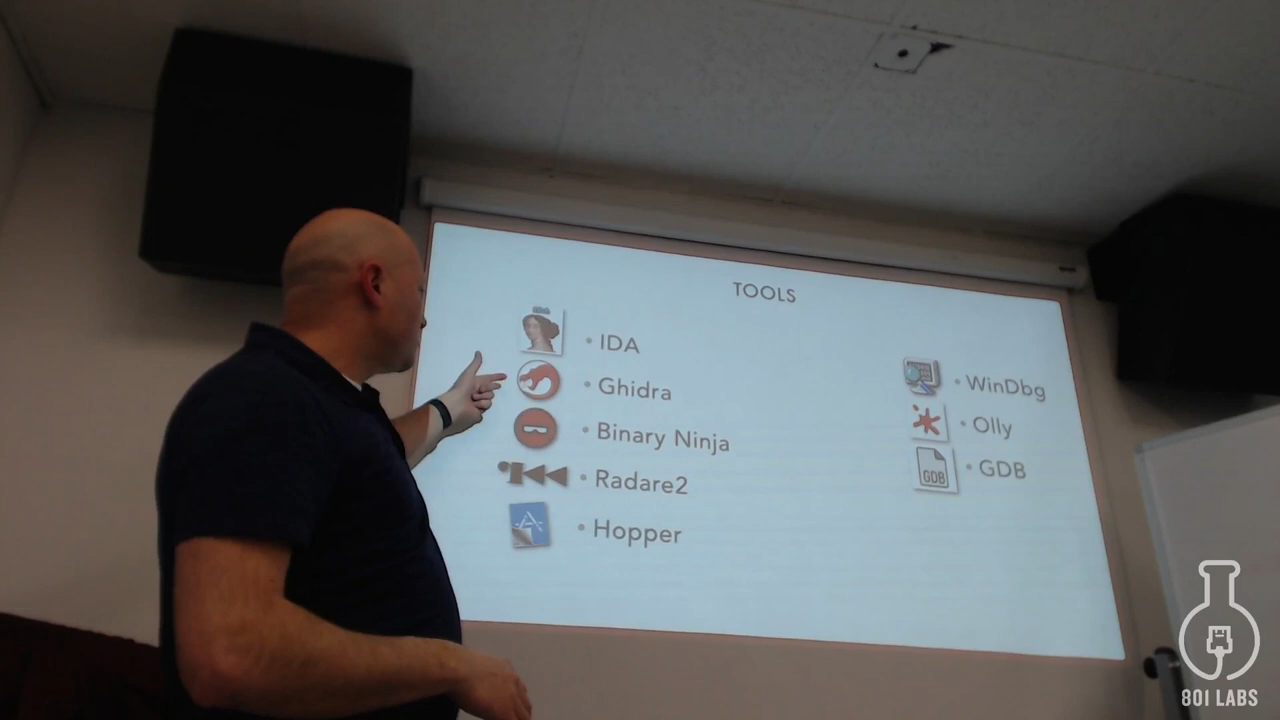 TOOLS
• IDA
• Ghidra
• Binary Ninja
• Radare2
• Hopper
• WinDbg
• Olly
GDB
• GDB
801 LABS